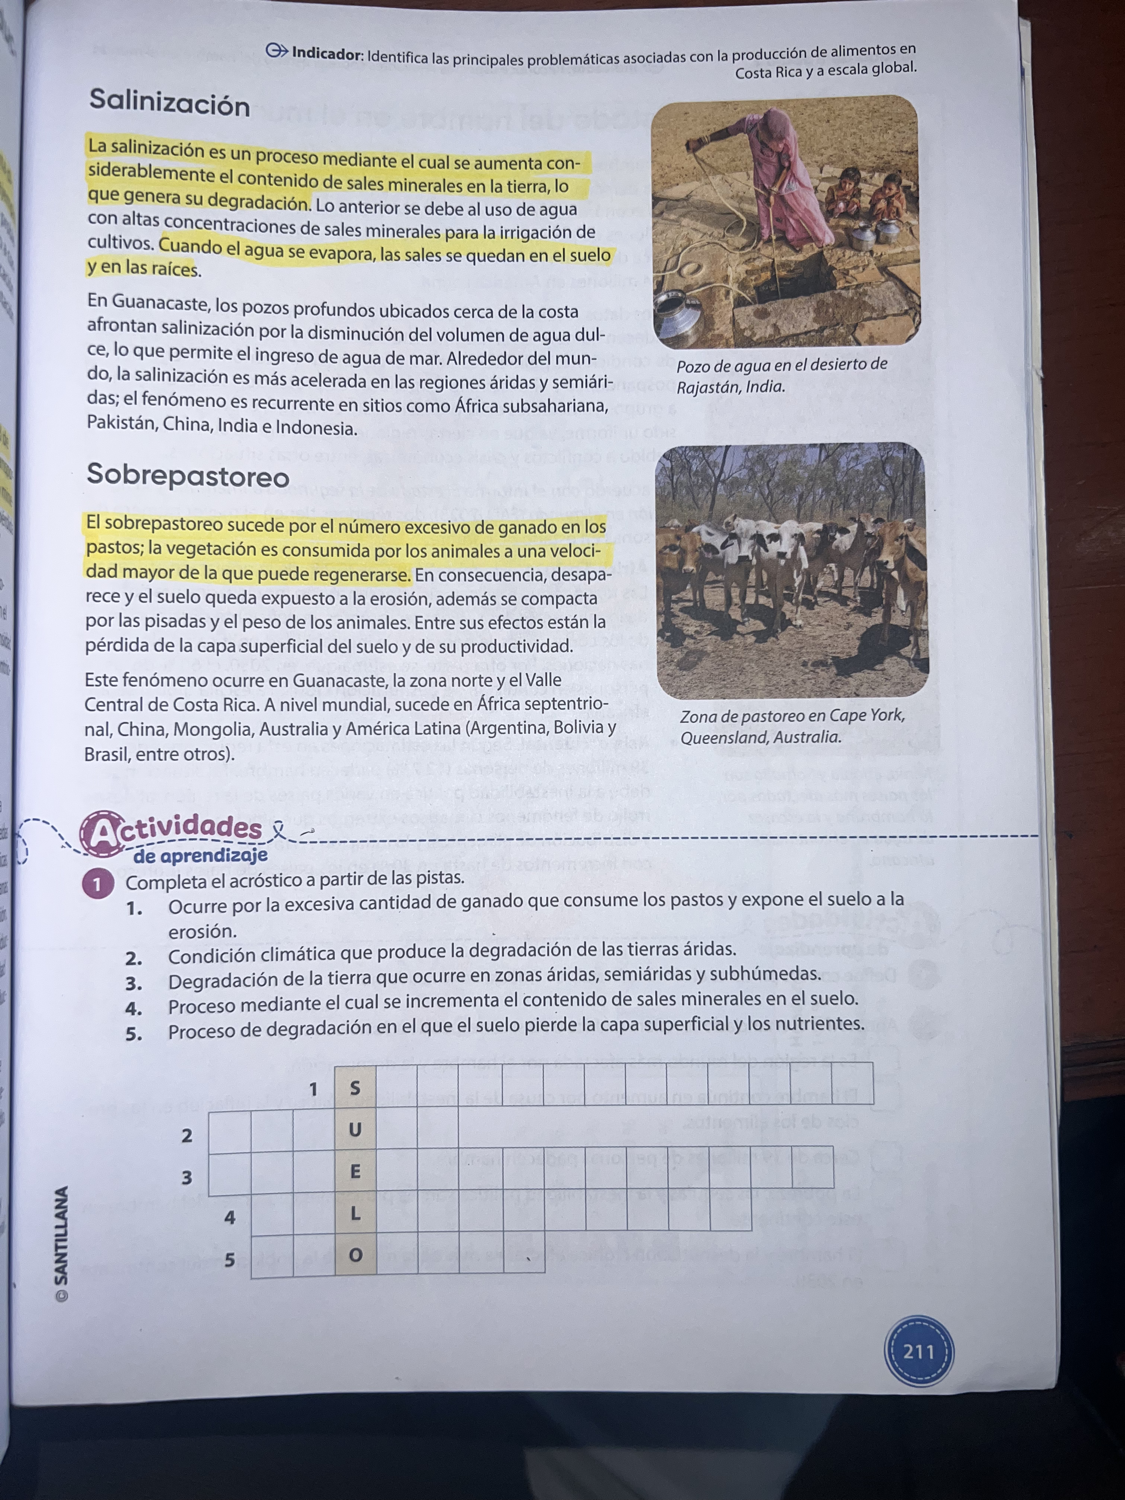 Indicador: Identifica las principales problemáticas asociadas con la producción de alimentos en
Costa Rica y a escala global.
Salinización
La salinización es un proceso mediante el cual se aumenta con-
siderablemente el contenido de sales minerales en la tierra, lo
que genera su degradación. Lo anterior se debe al uso de agua
con altas concentraciones de sales minerales para la irrigación de
cultivos. Cuando el agua se evapora, las sales se quedan en el suelo
y en las raíces.
En Guanacaste, los pozos profundos ubicados cerca de la costa
afrontan salinización por la disminución del volumen de agua dul-
ce, lo que permite el ingreso de agua de mar. Alrededor del mun-
do, la salinización es más acelerada en las regiones áridas y semiári-
das; el fenómeno es recurrente en sitios como África subsahariana,
Pakistán, China, India e Indonesia.
Pozo de agua en el desierto de
Rajastán, India.
Sobrepastoreo
El sobrepastoreo sucede por el número excesivo de ganado en los
pastos; la vegetación es consumida por los animales a una veloci-
dad mayor de la que puede regenerarse. En consecuencia, desapa-
rece y el suelo queda expuesto a la erosión, además se compacta
por las pisadas y el peso de los animales. Entre sus efectos están la
pérdida de la capa superficial del suelo y de su productividad.
Este fenómeno ocurre en Guanacaste, la zona norte y el Valle
Central de Costa Rica. A nivel mundial, sucede en África septentrio-
nal, China, Mongolia, Australia y América Latina (Argentina, Bolivia y
Brasil, entre otros).
Zona de pastoreo en Cape York,
Queensland, Australia.
Actividades
de aprendizaje
1 Completa el acróstico a partir de las pistas.
1. Ocurre por la excesiva cantidad de ganado que consume los pastos y expone el suelo a la
erosión.
2. Condición climática que produce la degradación de las tierras áridas.
3. Degradación de la tierra que ocurre en zonas áridas, semiáridas y subhúmedas.
4. Proceso mediante el cual se incrementa el contenido de sales minerales en el suelo.
5. Proceso de degradación en el que el suelo pierde la capa superficial y los nutrientes.
1 S
2 U
3 E
4 L
5 O
© SANTILLANA
211